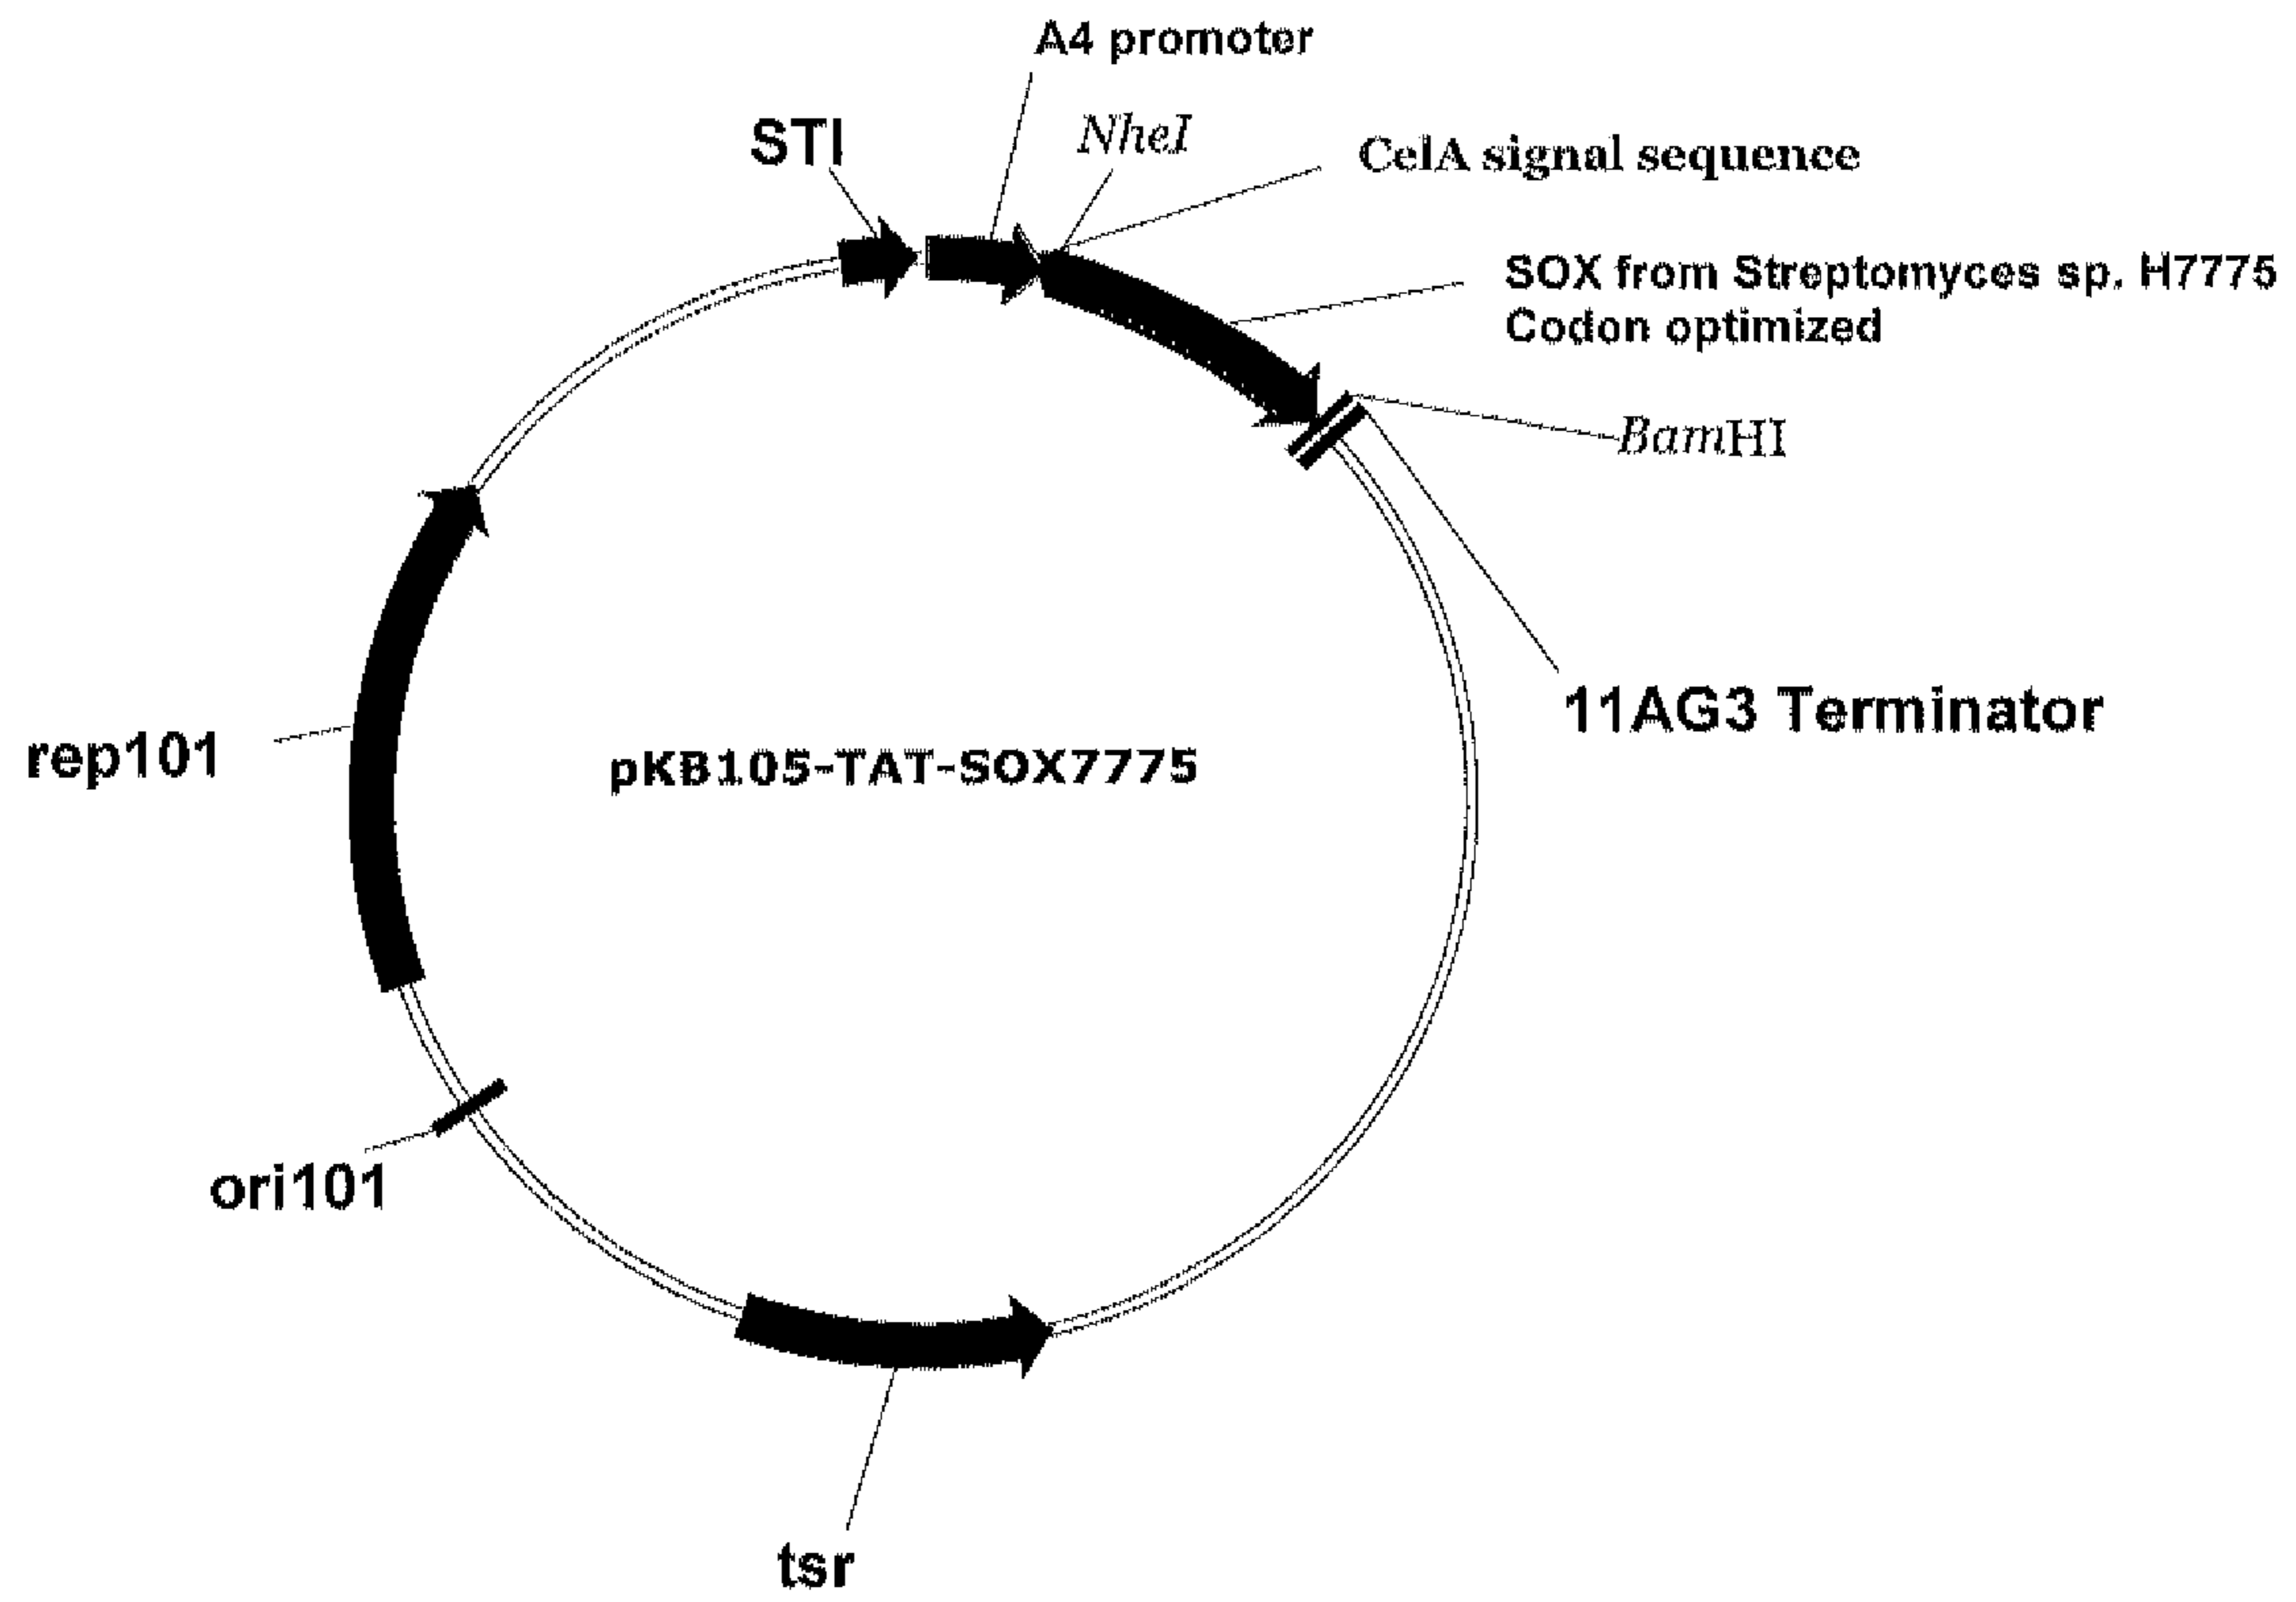 A4 promoter
STI
NheI
CelA signal sequence
SOX from Streptomyces sp. H7775
Codon optimized
BamHI
11AG3 Terminator
rep101
pKB105-TAT-SOX7775
ori101
tsr